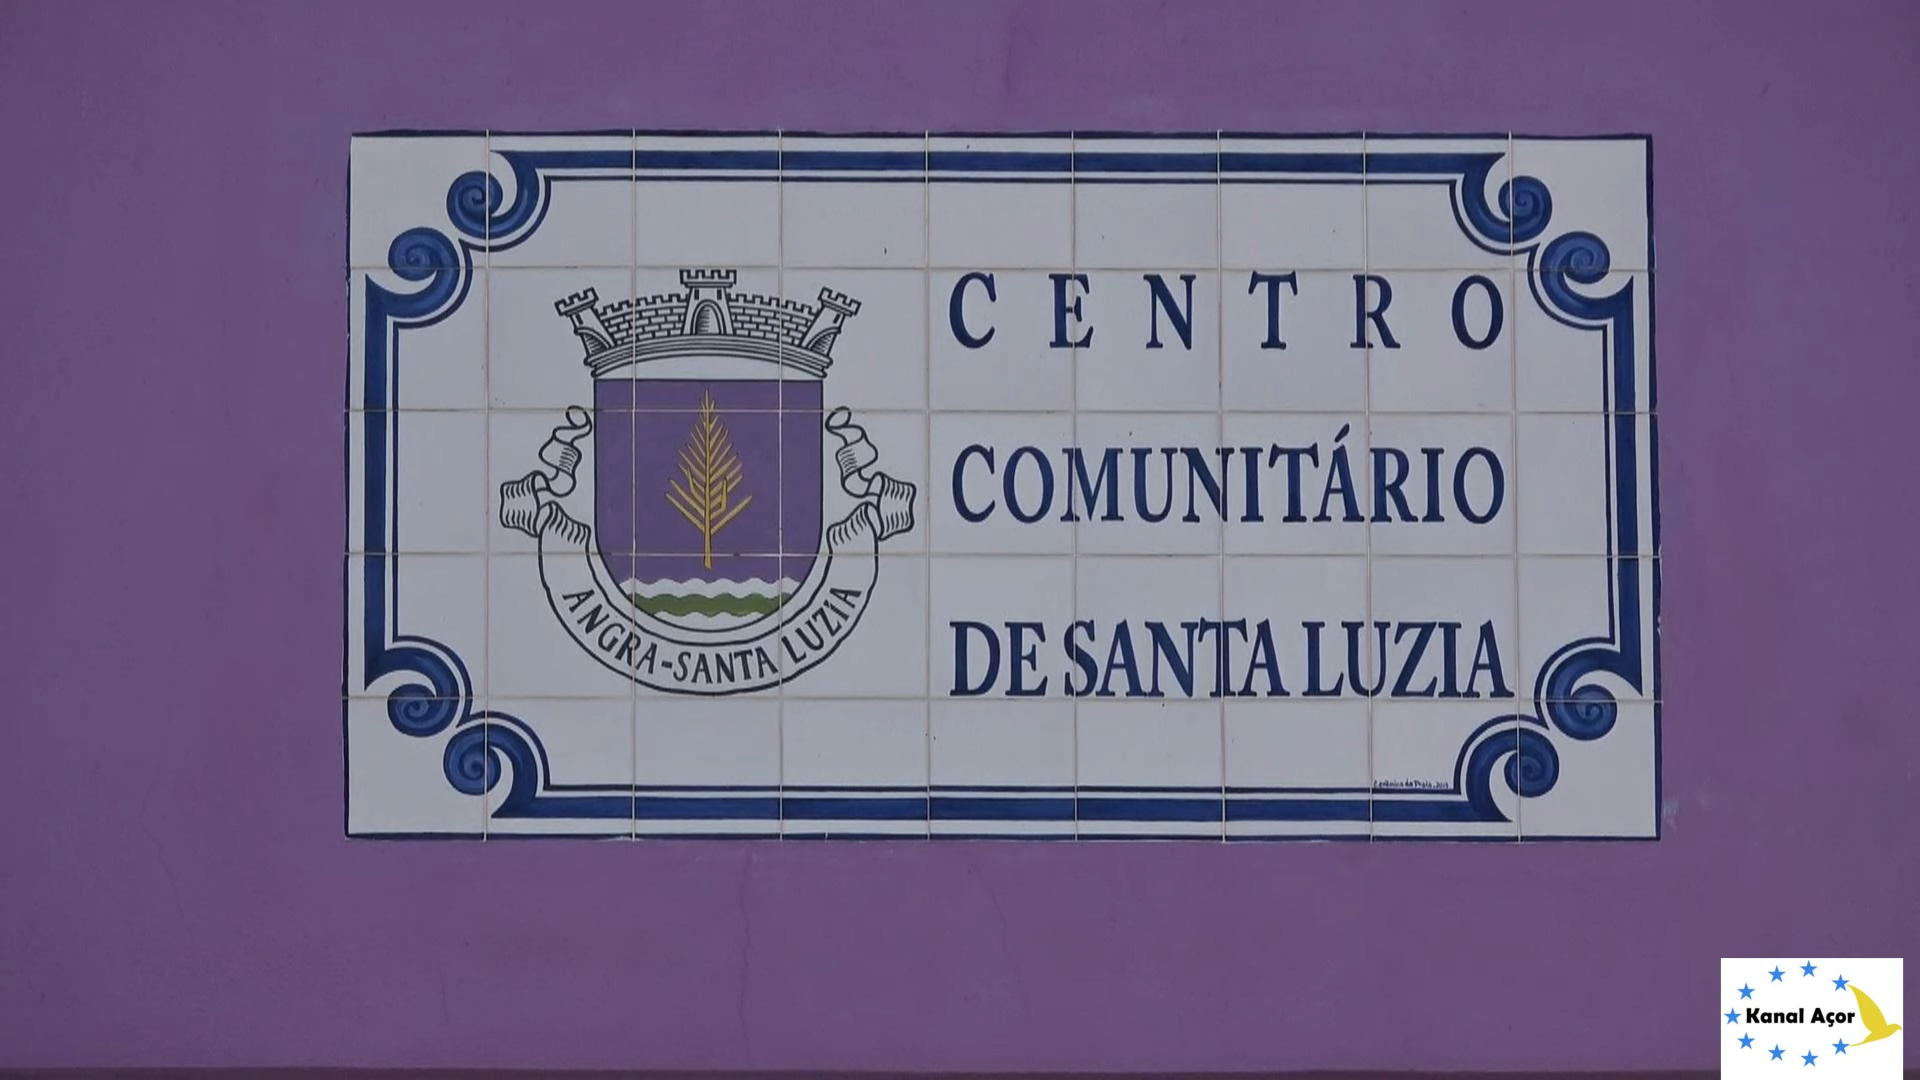 CENTRO
COMUNITÁRIO
DE SANTA LUZIA
ANGRA-SANTA LUZIA
Kanal Açor